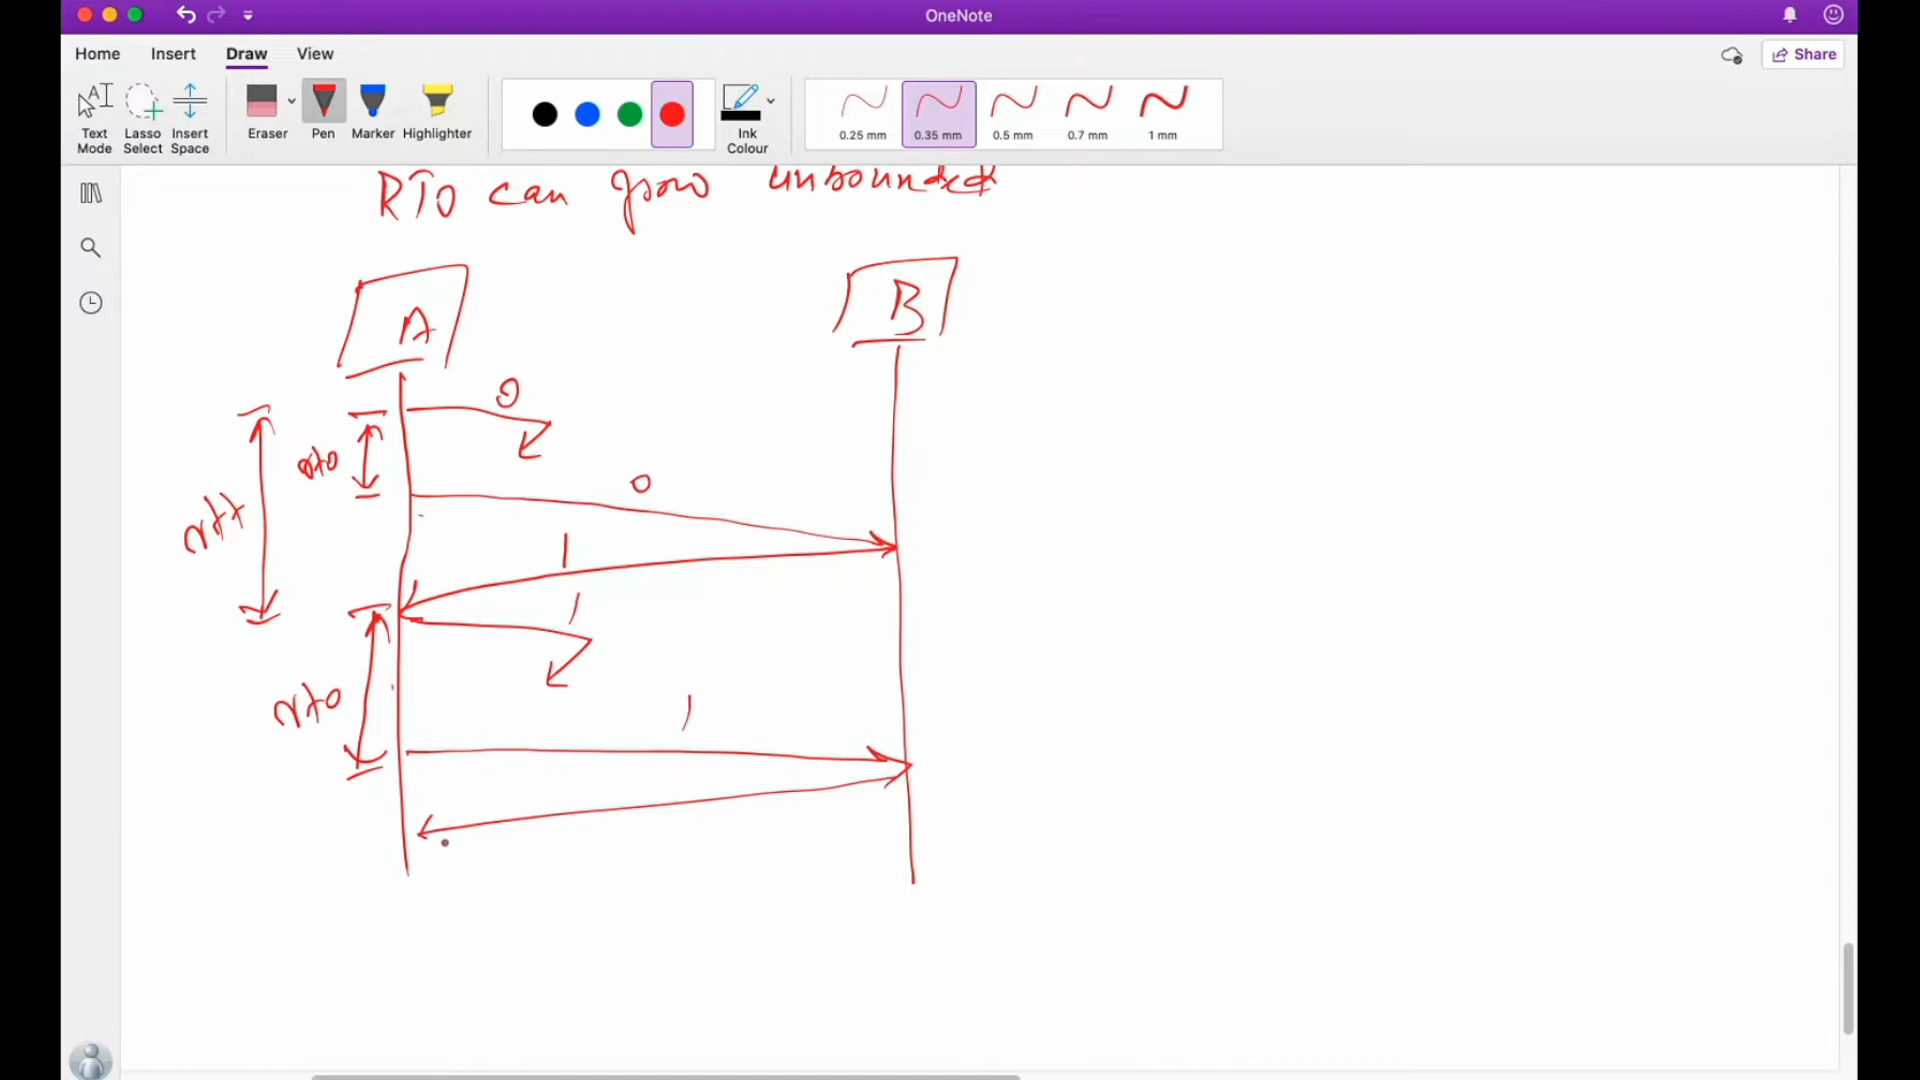 OneNote
Home Insert Draw View Share
Text Mode
Lasso Select
Insert Space
Eraser
Pen
Marker
Highlighter
Ink Colour
0.25 mm
0.35 mm
0.5 mm
0.7 mm
1 mm
RTO can grow unbounded
A
B
0
rto
0
rtt
1
1
rto
1